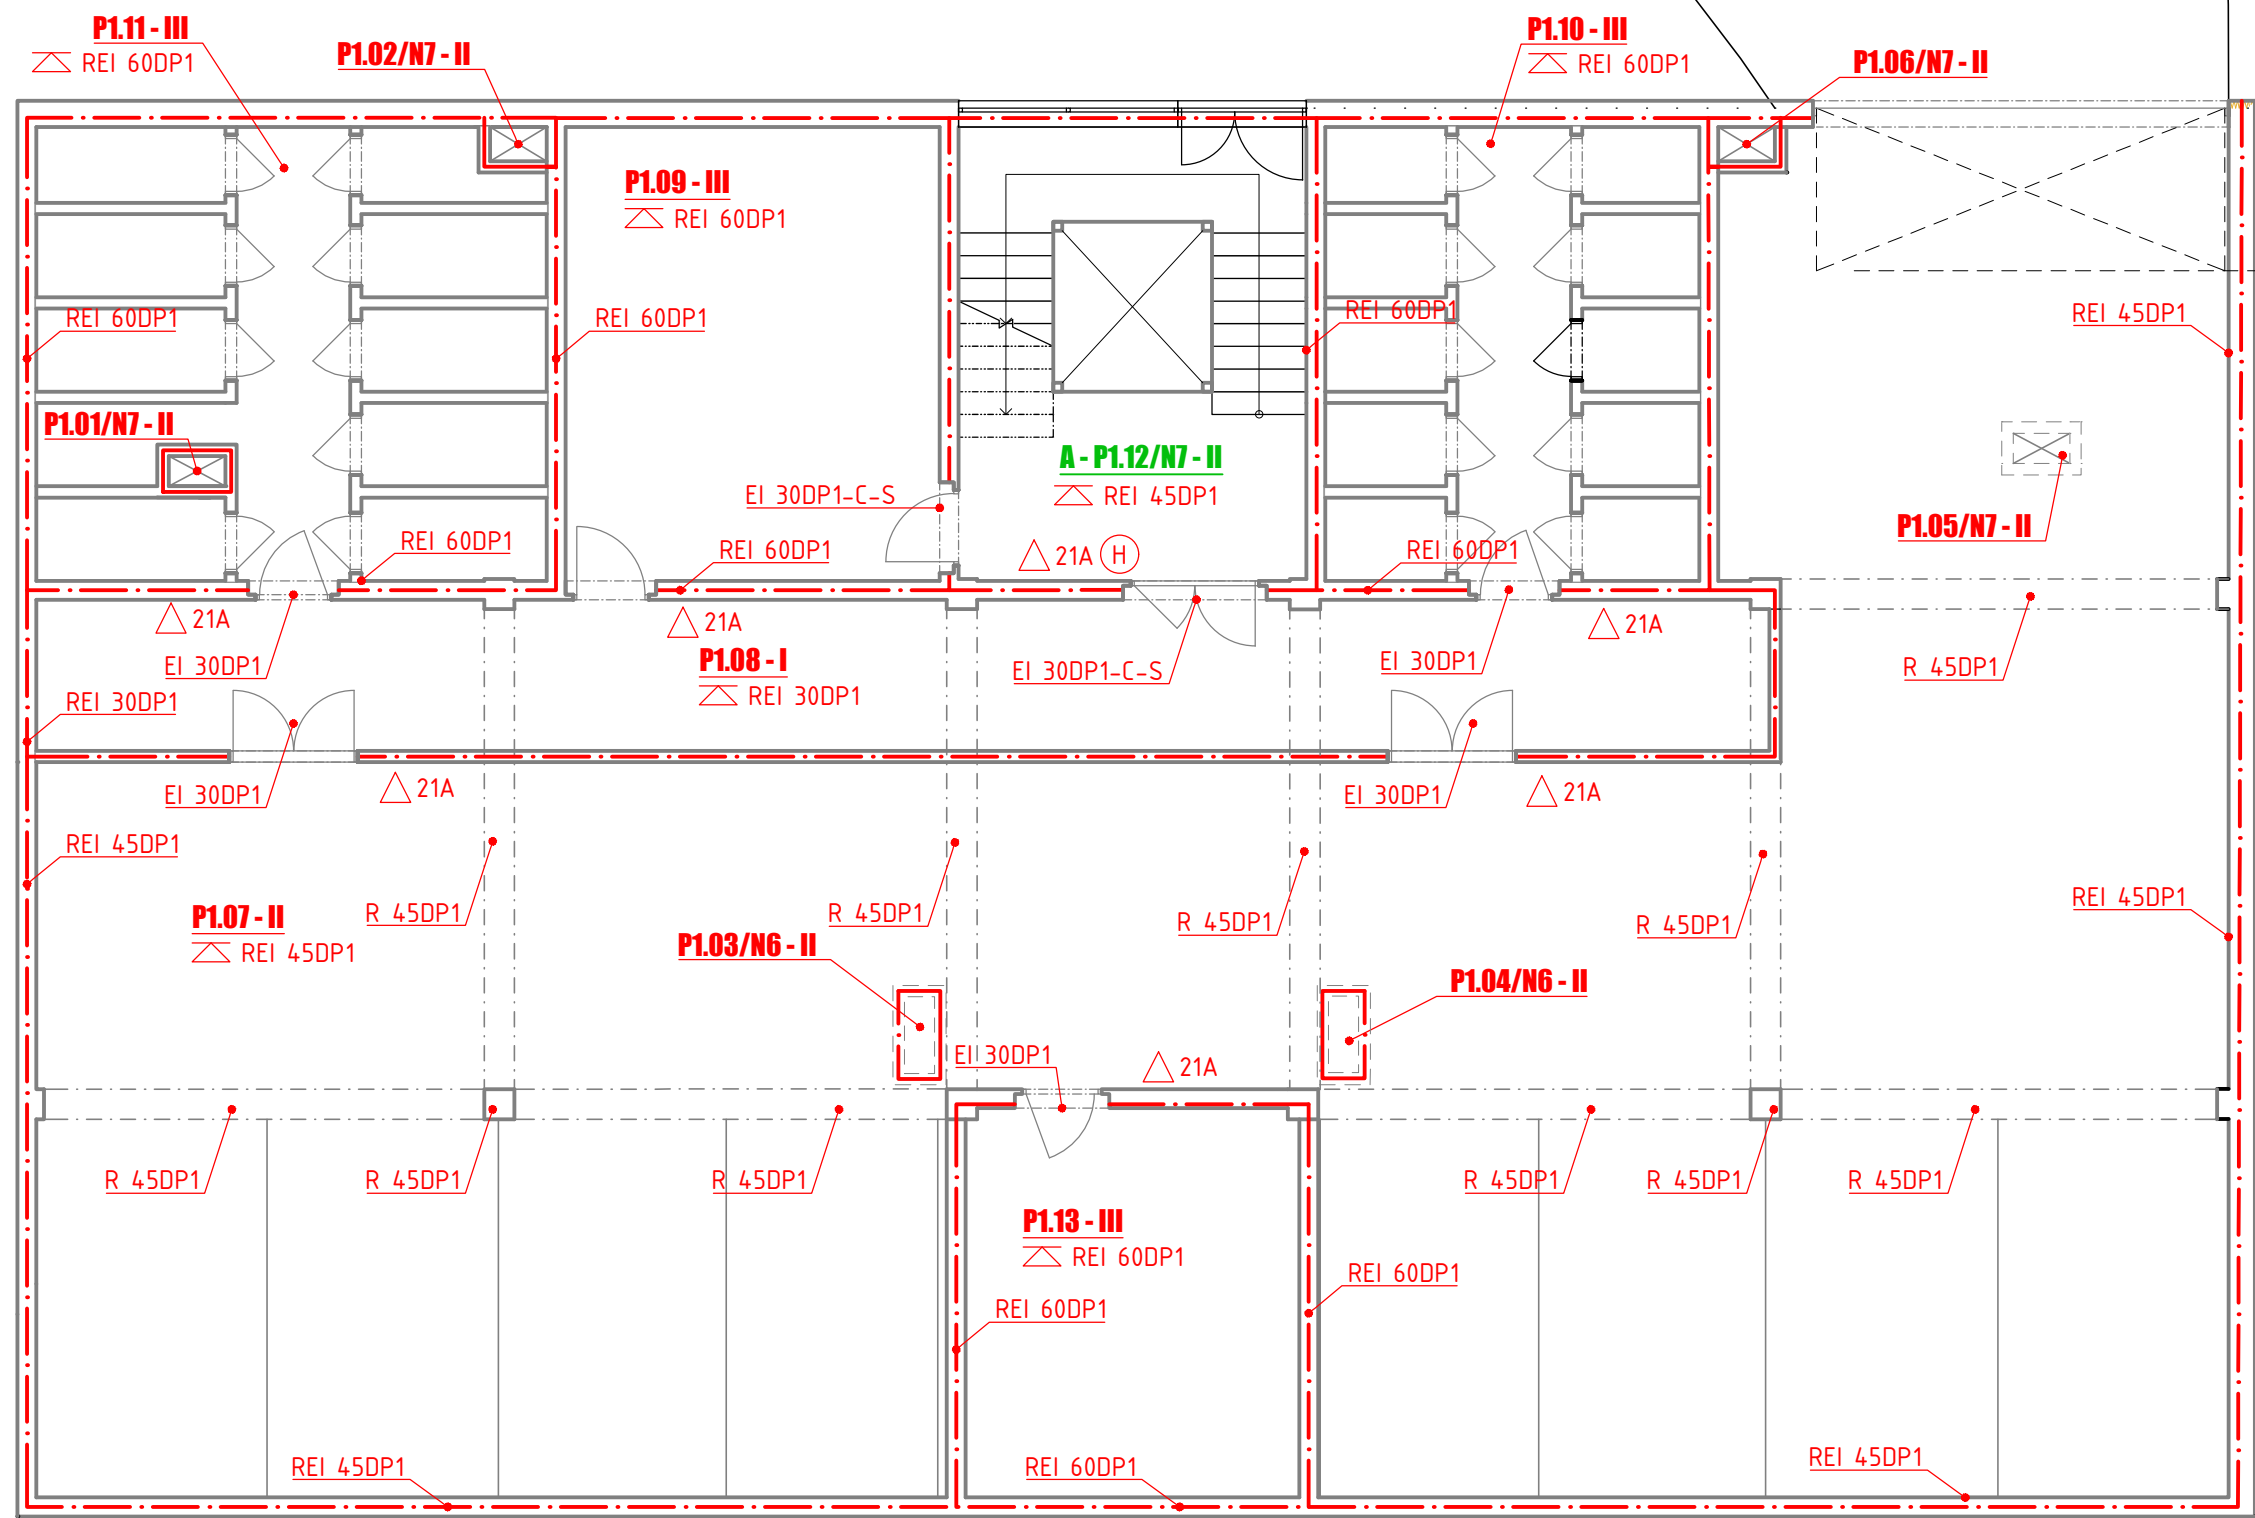 P1.11 - III
REI 60DP1
P1.02/N7 - II
P1.10 - III
REI 60DP1
P1.06/N7 - II
P1.09 - III
REI 60DP1
REI 60DP1
REI 60DP1
REI 60DP1
REI 45DP1
P1.01/N7 - II
A - P1.12/N7 - II
REI 45DP1
EI 30DP1-C-S
P1.05/N7 - II
REI 60DP1
REI 60DP1
21A
H
REI 60DP1
21A
21A
21A
EI 30DP1
P1.08 - I
REI 30DP1
EI 30DP1-C-S
EI 30DP1
R 45DP1
REI 30DP1
EI 30DP1
21A
EI 30DP1
21A
REI 45DP1
P1.07 - II
REI 45DP1
R 45DP1
R 45DP1
R 45DP1
R 45DP1
REI 45DP1
P1.03/N6 - II
P1.04/N6 - II
EI 30DP1
21A
R 45DP1
R 45DP1
R 45DP1
R 45DP1
R 45DP1
R 45DP1
P1.13 - III
REI 60DP1
REI 60DP1
REI 60DP1
REI 45DP1
REI 60DP1
REI 45DP1